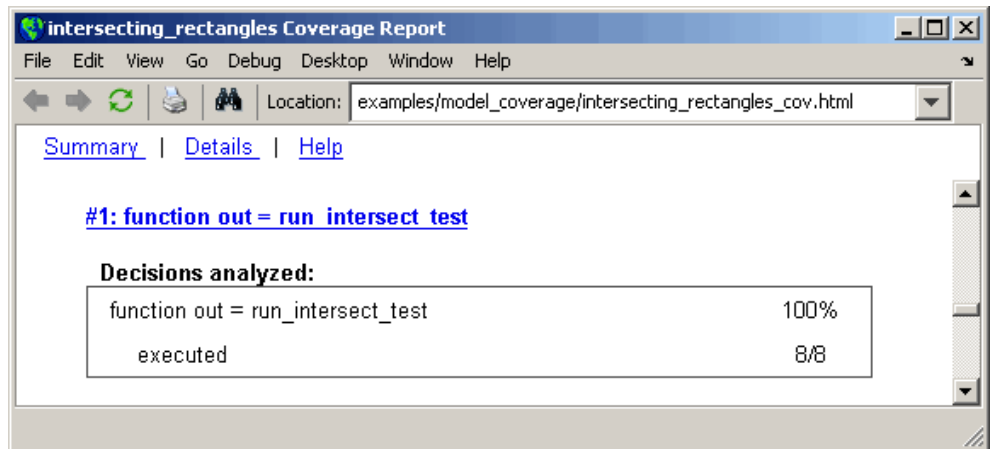 intersecting_rectangles Coverage Report
File Edit View Go Debug Desktop Window Help
Location: examples/model_coverage/intersecting_rectangles_cov.html
Summary | Details | Help
#1: function out = run_intersect_test
Decisions analyzed:
function out = run_intersect_test 100%
executed 8/8